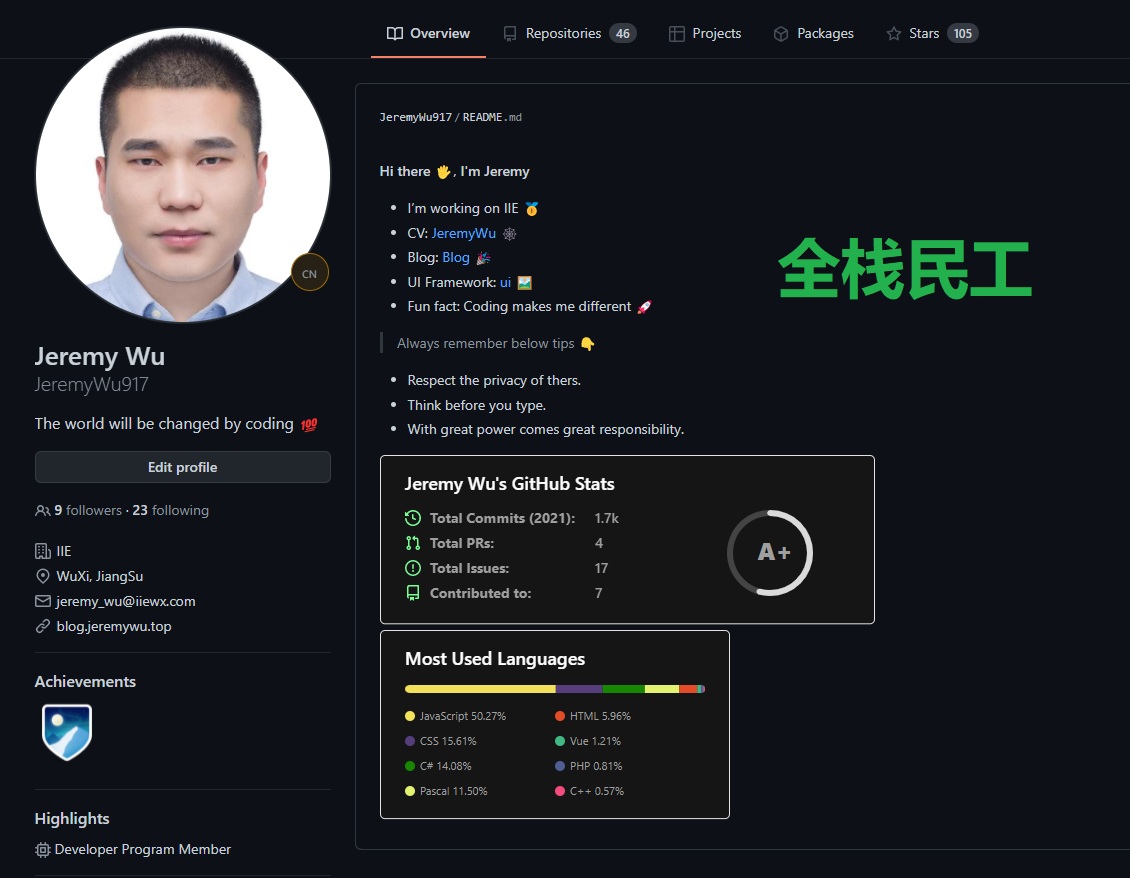 Overview
Repositories 46
Projects
Packages
Stars 105
CN
Jeremy Wu
JeremyWu917
The world will be changed by coding 💯
Edit profile
9 followers · 23 following
IIE
WuXi, JiangSu
jeremy_wu@iiewx.com
blog.jeremywu.top
Achievements
Highlights
Developer Program Member
JeremyWu917/README.md
Hi there 🖐, I'm Jeremy
I'm working on IIE 🥇
CV: JeremyWu 🕸
Blog: Blog 🎉
UI Framework: ui 🖼
Fun fact: Coding makes me different 🚀
全栈民工
Always remember below tips 👇
Respect the privacy of thers.
Think before you type.
With great power comes great responsibility.
Jeremy Wu's GitHub Stats
Total Commits (2021): 1.7k
Total PRs: 4
Total Issues: 17
Contributed to: 7
A+
Most Used Languages
JavaScript 50.27%
CSS 15.61%
C# 14.08%
Pascal 11.50%
HTML 5.96%
Vue 1.21%
PHP 0.81%
C++ 0.57%